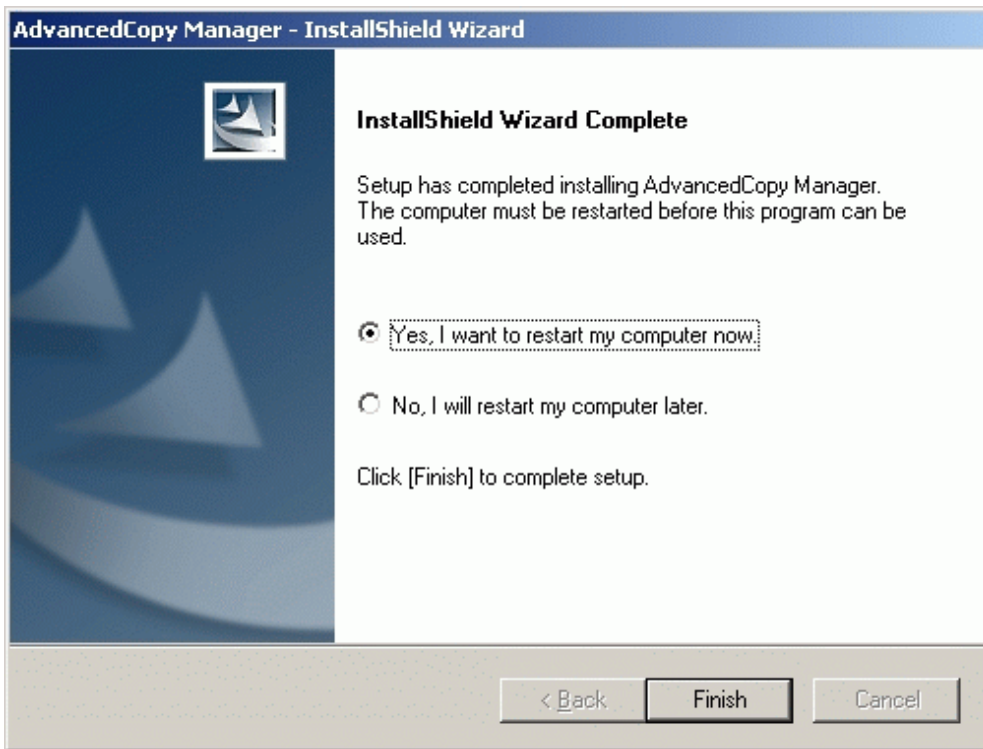 AdvancedCopy Manager - InstallShield Wizard
InstallShield Wizard Complete
Setup has completed installing AdvancedCopy Manager.
The computer must be restarted before this program can be
used.
Yes, I want to restart my computer now.
No, I will restart my computer later.
Click [Finish] to complete setup.
< Back
Finish
Cancel